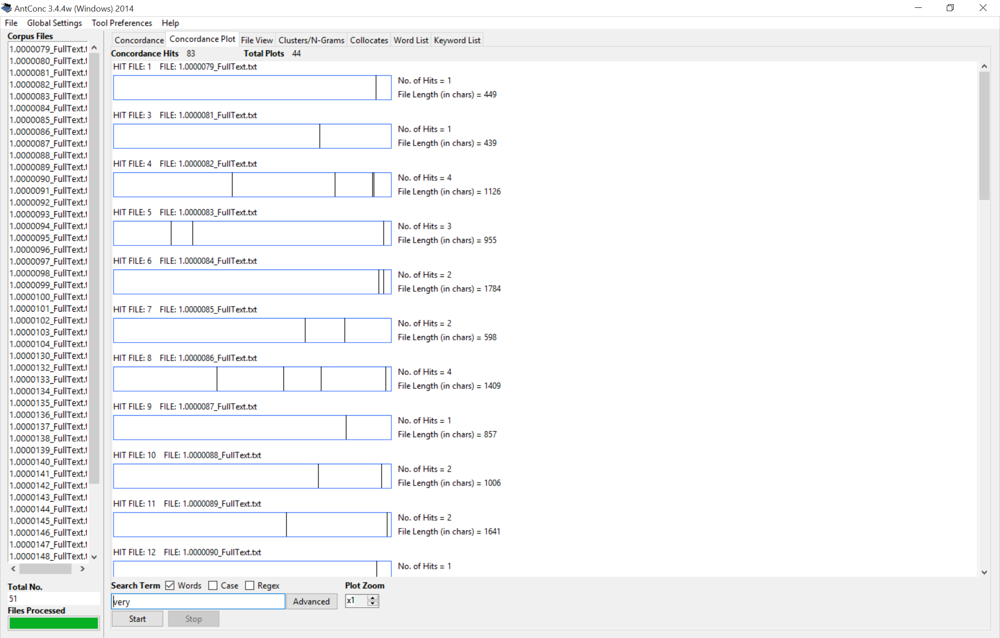 AntConc 3.4.4w (Windows) 2014
File Global Settings Tool Preferences Help
Corpus Files
1.0000079_FullText.t
1.0000080_FullText.t
1.0000081_FullText.t
1.0000082_FullText.t
1.0000083_FullText.t
1.0000084_FullText.t
1.0000085_FullText.t
1.0000086_FullText.t
1.0000087_FullText.t
1.0000088_FullText.t
1.0000089_FullText.t
1.0000090_FullText.t
1.0000091_FullText.t
1.0000092_FullText.t
1.0000093_FullText.t
1.0000094_FullText.t
1.0000095_FullText.t
1.0000096_FullText.t
1.0000097_FullText.t
1.0000098_FullText.t
1.0000099_FullText.t
1.0000100_FullText.t
1.0000101_FullText.t
1.0000102_FullText.t
1.0000103_FullText.t
1.0000104_FullText.t
1.0000130_FullText.t
1.0000132_FullText.t
1.0000133_FullText.t
1.0000134_FullText.t
1.0000135_FullText.t
1.0000136_FullText.t
1.0000137_FullText.t
1.0000138_FullText.t
1.0000139_FullText.t
1.0000140_FullText.t
1.0000141_FullText.t
1.0000142_FullText.t
1.0000143_FullText.t
1.0000144_FullText.t
1.0000145_FullText.t
1.0000146_FullText.t
1.0000147_FullText.t
1.0000148_FullText.t
Total No.
51
Files Processed
Concordance Concordance Plot File View Clusters/N-Grams Collocates Word List Keyword List
Concordance Hits 83 Total Plots 44
HIT FILE: 1 FILE: 1.0000079_FullText.txt
No. of Hits = 1
File Length (in chars) = 449
HIT FILE: 3 FILE: 1.0000081_FullText.txt
No. of Hits = 1
File Length (in chars) = 439
HIT FILE: 4 FILE: 1.0000082_FullText.txt
No. of Hits = 4
File Length (in chars) = 1126
HIT FILE: 5 FILE: 1.0000083_FullText.txt
No. of Hits = 3
File Length (in chars) = 955
HIT FILE: 6 FILE: 1.0000084_FullText.txt
No. of Hits = 2
File Length (in chars) = 1784
HIT FILE: 7 FILE: 1.0000085_FullText.txt
No. of Hits = 2
File Length (in chars) = 598
HIT FILE: 8 FILE: 1.0000086_FullText.txt
No. of Hits = 4
File Length (in chars) = 1409
HIT FILE: 9 FILE: 1.0000087_FullText.txt
No. of Hits = 1
File Length (in chars) = 857
HIT FILE: 10 FILE: 1.0000088_FullText.txt
No. of Hits = 2
File Length (in chars) = 1006
HIT FILE: 11 FILE: 1.0000089_FullText.txt
No. of Hits = 2
File Length (in chars) = 1641
HIT FILE: 12 FILE: 1.0000090_FullText.txt
No. of Hits = 1
Search Term Words Case Regex Plot Zoom
very Advanced x1
Start Stop